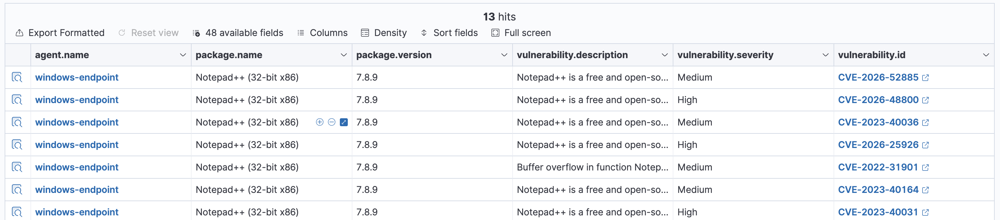 13 hits
Export Formatted Reset view 48 available fields Columns Density Sort fields Full screen
agent.name package.name package.version vulnerability.description vulnerability.severity vulnerability.id
windows-endpoint Notepad++ (32-bit x86) 7.8.9 Notepad++ is a free and open-so... Medium CVE-2026-52885
windows-endpoint Notepad++ (32-bit x86) 7.8.9 Notepad++ is a free and open-so... High CVE-2026-48800
windows-endpoint Notepad++ (32-bit x86) 7.8.9 Notepad++ is a free and open-so... Medium CVE-2023-40036
windows-endpoint Notepad++ (32-bit x86) 7.8.9 Notepad++ is a free and open-so... High CVE-2026-25926
windows-endpoint Notepad++ (32-bit x86) 7.8.9 Buffer overflow in function Notep... Medium CVE-2022-31901
windows-endpoint Notepad++ (32-bit x86) 7.8.9 Notepad++ is a free and open-so... Medium CVE-2023-40164
windows-endpoint Notepad++ (32-bit x86) 7.8.9 Notepad++ is a free and open-so... High CVE-2023-40031